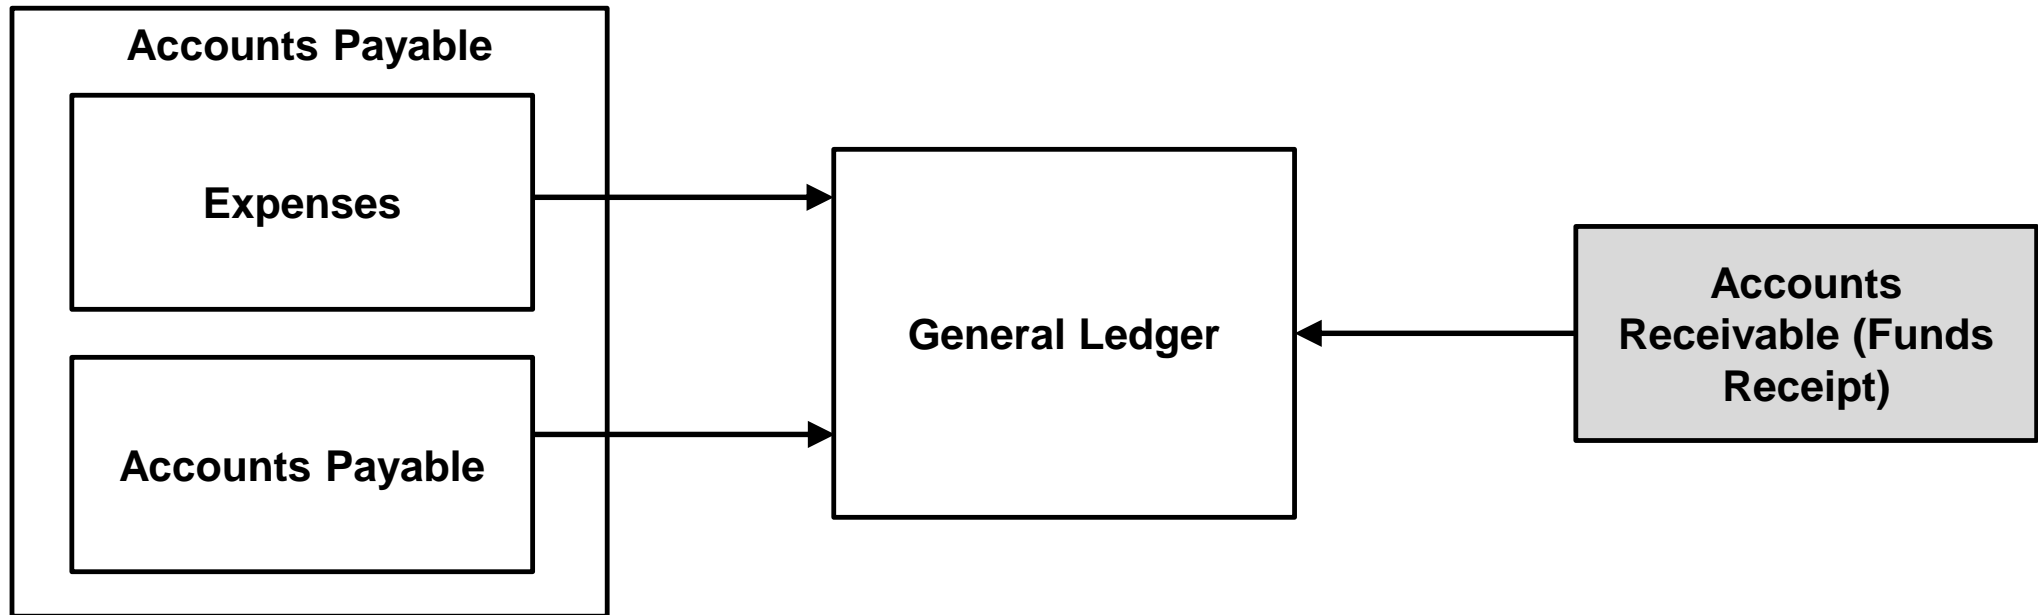 Accounts Payable
Expenses
Accounts Payable
General Ledger
Accounts
Receivable (Funds
Receipt)